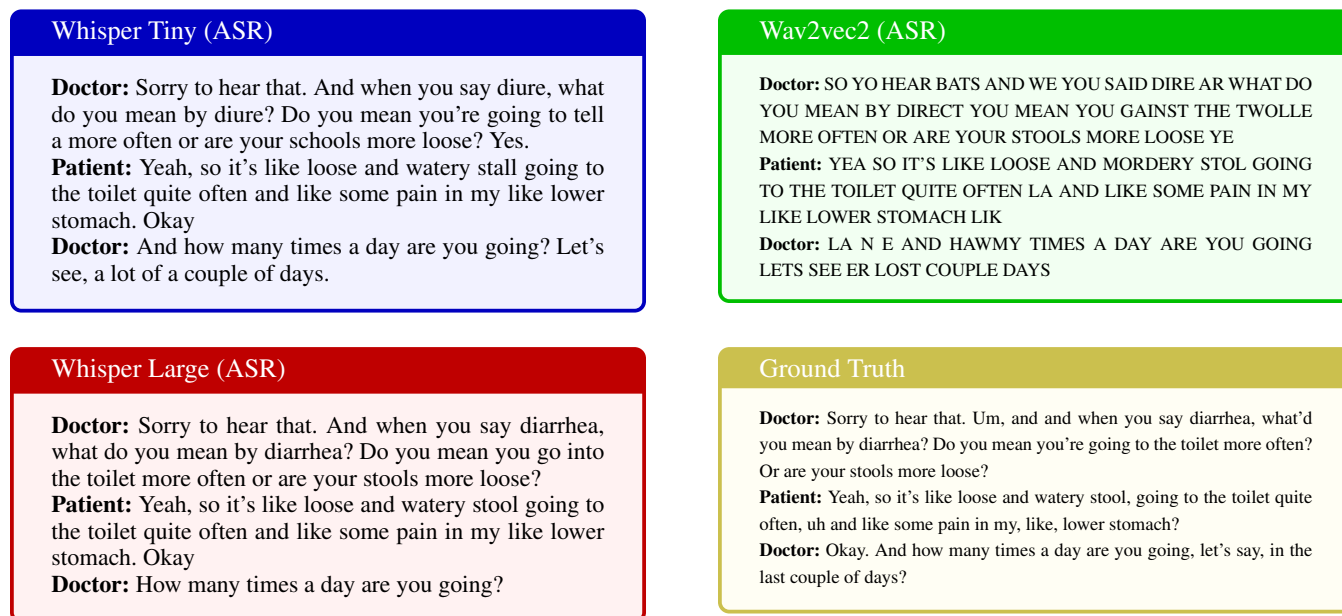 Whisper Tiny (ASR)
Doctor: Sorry to hear that. And when you say diure, what
do you mean by diure? Do you mean you're going to tell
a more often or are your schools more loose? Yes.
Patient: Yeah, so it's like loose and watery stall going to
the toilet quite often and like some pain in my like lower
stomach. Okay
Doctor: And how many times a day are you going? Let's
see, a lot of a couple of days.
Wav2vec2 (ASR)
Doctor: SO YO HEAR BATS AND WE YOU SAID DIRE AR WHAT DO
YOU MEAN BY DIRECT YOU MEAN YOU GAINST THE TWOLLE
MORE OFTEN OR ARE YOUR STOOLS MORE LOOSE YE
Patient: YEA SO IT'S LIKE LOOSE AND MORDERY STOL GOING
TO THE TOILET QUITE OFTEN LA AND LIKE SOME PAIN IN MY
LIKE LOWER STOMACH LIK
Doctor: LA N E AND HAWMY TIMES A DAY ARE YOU GOING
LETS SEE ER LOST COUPLE DAYS
Whisper Large (ASR)
Doctor: Sorry to hear that. And when you say diarrhea,
what do you mean by diarrhea? Do you mean you go into
the toilet more often or are your stools more loose?
Patient: Yeah, so it's like loose and watery stool going to
the toilet quite often and like some pain in my like lower
stomach. Okay
Doctor: How many times a day are you going?
Ground Truth
Doctor: Sorry to hear that. Um, and and when you say diarrhea, what'd
you mean by diarrhea? Do you mean you're going to the toilet more often?
Or are your stools more loose?
Patient: Yeah, so it's like loose and watery stool, going to the toilet quite
often, uh and like some pain in my, like, lower stomach?
Doctor: Okay. And how many times a day are you going, let's say, in the
last couple of days?